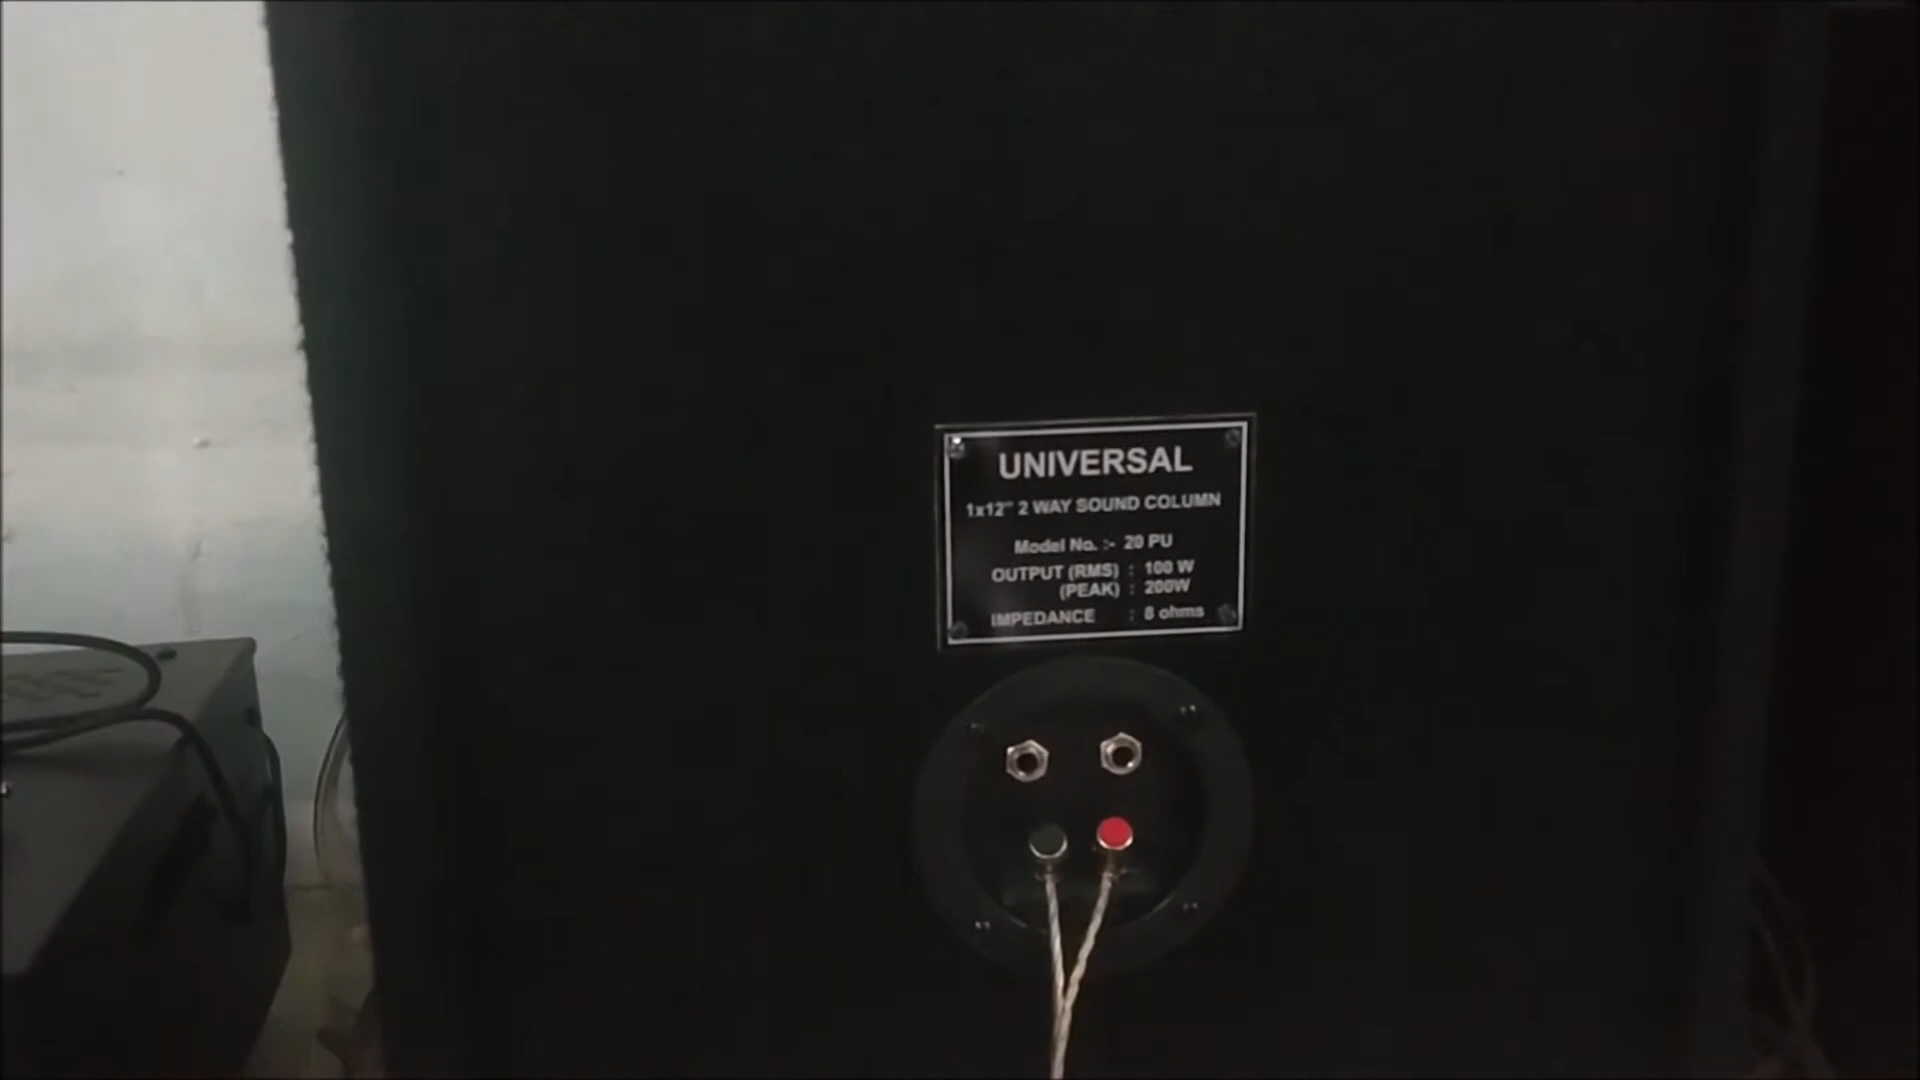 UNIVERSAL
1x12" 2 WAY SOUND COLUMN
Model No. :- 20 PU
OUTPUT (RMS) : 100 W
(PEAK) : 200W
IMPEDANCE : 8 ohms